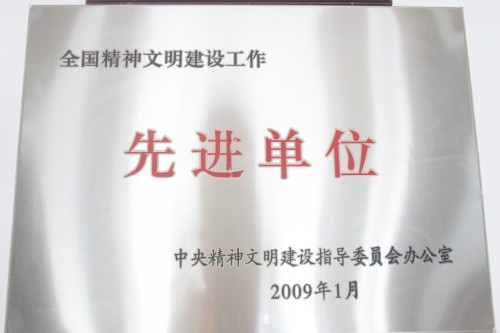 全国精神文明建设工作
先进单位
中央精神文明建设指导委员会办公室
2009年1月